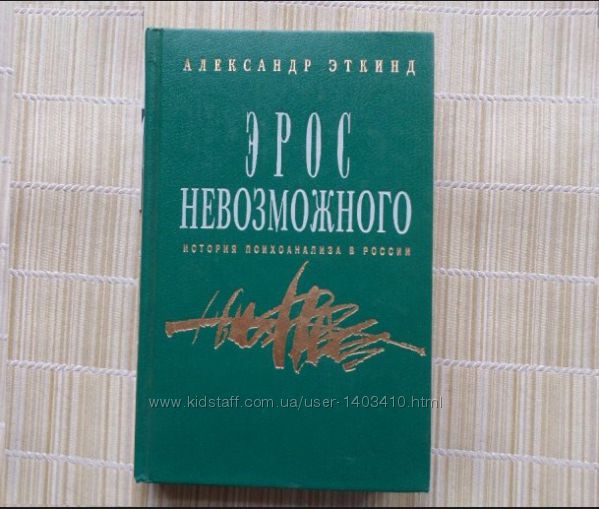 АЛЕКСАНДР ЭТКИНД
ЭРОС
НЕВОЗМОЖНОГО
ИСТОРИЯ ПСИХОАНАЛИЗА В РОССИИ
www.kidstaff.com.ua/user-1403410.html